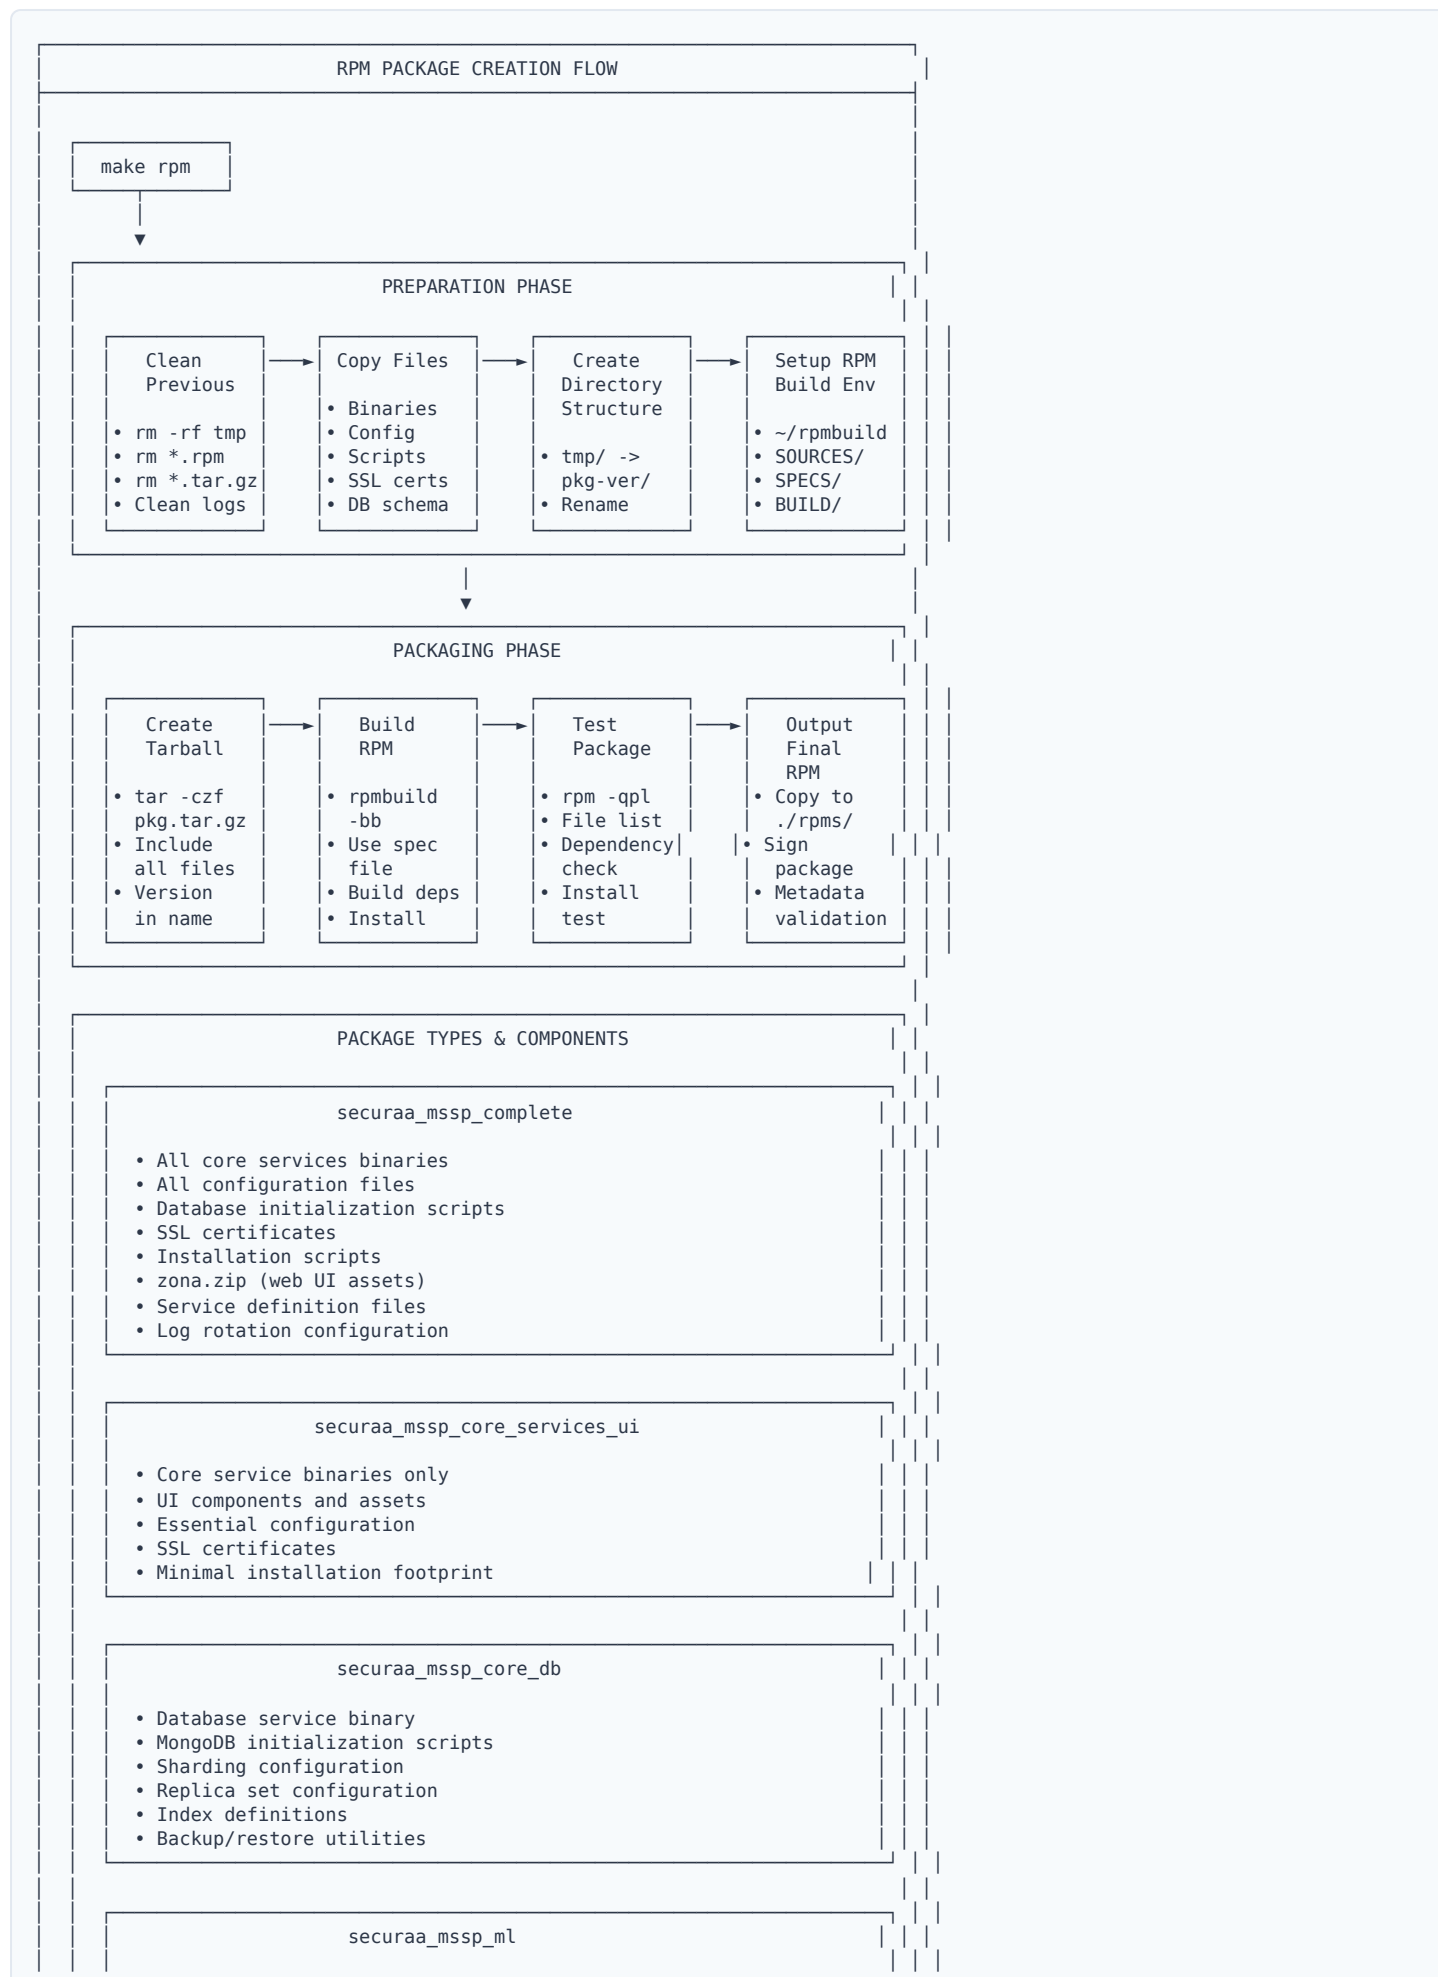 RPM PACKAGE CREATION FLOW
make rpm
PREPARATION PHASE
Clean Copy Files Create Setup RPM
Previous Directory Build Env
• Binaries Structure
• rm -rf tmp • Config • ~/rpmbuild
• rm *.rpm • Scripts • tmp/ -> • SOURCES/
• rm *.tar.gz • SSL certs pkg-ver/ • SPECS/
• Clean logs • DB schema • Rename • BUILD/
PACKAGING PHASE
Create Build Test Output
Tarball RPM Package Final
RPM
• tar -czf • rpmbuild • rpm -qpl • Copy to
pkg.tar.gz -bb • File list ./rpms/
• Include • Use spec • Dependency • Sign
all files file check package
• Version • Build deps • Install • Metadata
in name • Install test validation
PACKAGE TYPES & COMPONENTS
securaa_mssp_complete
• All core services binaries
• All configuration files
• Database initialization scripts
• SSL certificates
• Installation scripts
• zona.zip (web UI assets)
• Service definition files
• Log rotation configuration
securaa_mssp_core_services_ui
• Core service binaries only
• UI components and assets
• Essential configuration
• SSL certificates
• Minimal installation footprint
securaa_mssp_core_db
• Database service binary
• MongoDB initialization scripts
• Sharding configuration
• Replica set configuration
• Index definitions
• Backup/restore utilities
securaa_mssp_ml